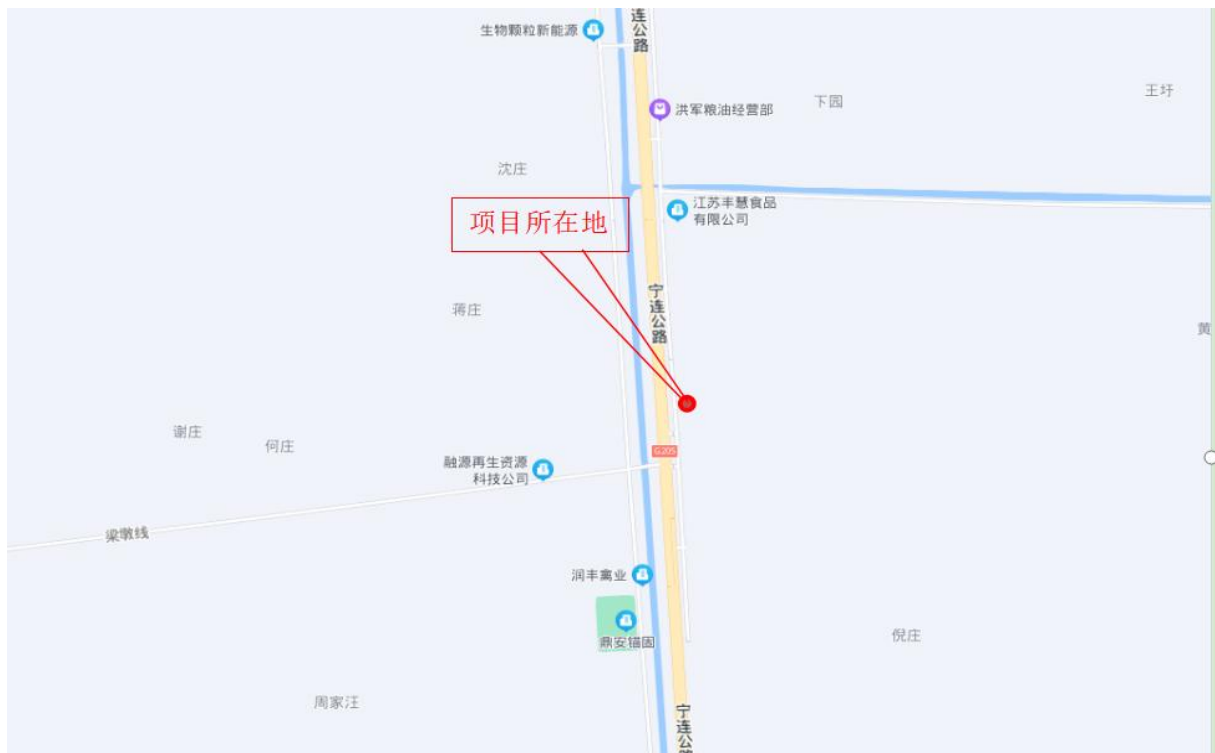 生物颗粒新能源
连公路
洪军粮油经营部
下园
王圩
沈庄
江苏丰慧食品
有限公司
项目所在地
宁连公路
蒋庄
黄
谢庄
何庄
G205
融源再生资源
科技公司
梁墩线
润丰禽业
鼎安锚固
倪庄
周家汪
宁连公